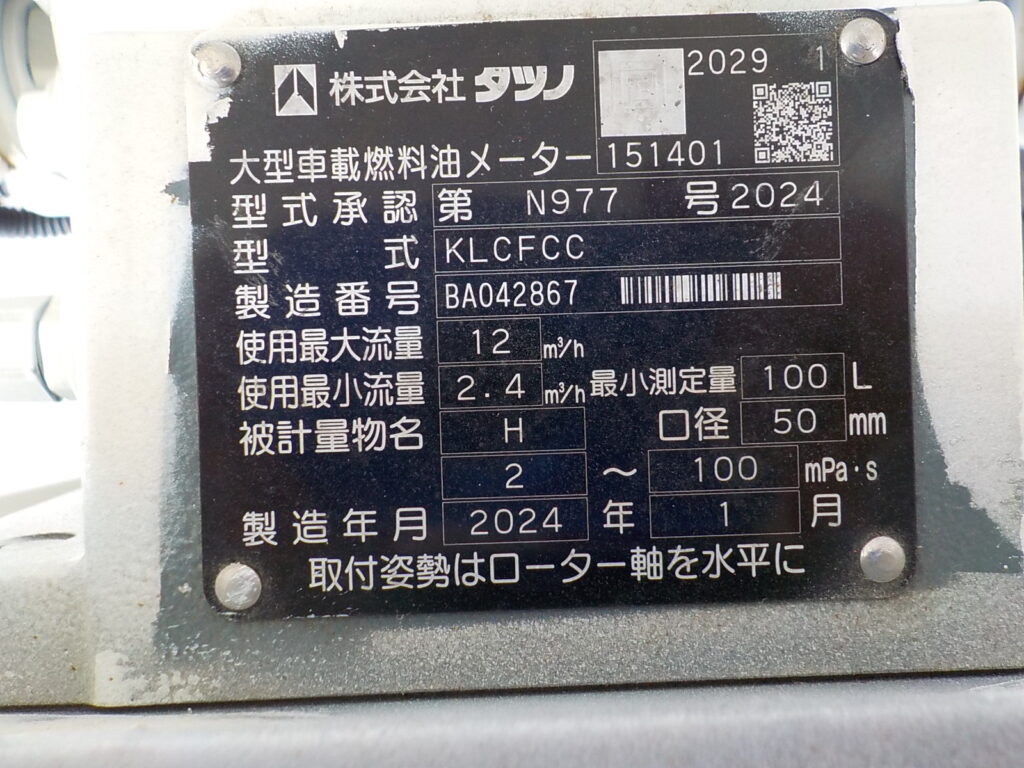 株式会社 タツノ 2029 1
大型車載燃料油メーター 151401
型式承認 第 N977 号 2024
型式 KLCFCC
製造番号 BA042867
使用最大流量 12 m³/h
使用最小流量 2.4 m³/h 最小測定量 100 L
被計量物名 H 口径 50 mm
2 ～ 100 mPa・s
製造年月 2024 年 1 月
取付姿勢はローター軸を水平に